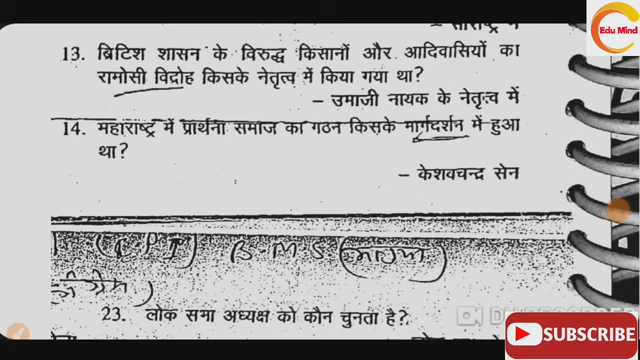 - सौराष्ट्र में
Edu Mind
13. ब्रिटिश शासन के विरुद्ध किसानों और आदिवासियों का
रामोसी विद्रोह किसके नेतृत्व में किया गया था?
– उमाजी नायक के नेतृत्व में
14. महाराष्ट्र में प्रार्थना समाज का गठन किसके मार्गदर्शन में हुआ
था?
– केशवचन्द्र सेन
B.M.S
23. लोक सभा अध्यक्ष को कौन चुनता है?
SUBSCRIBE